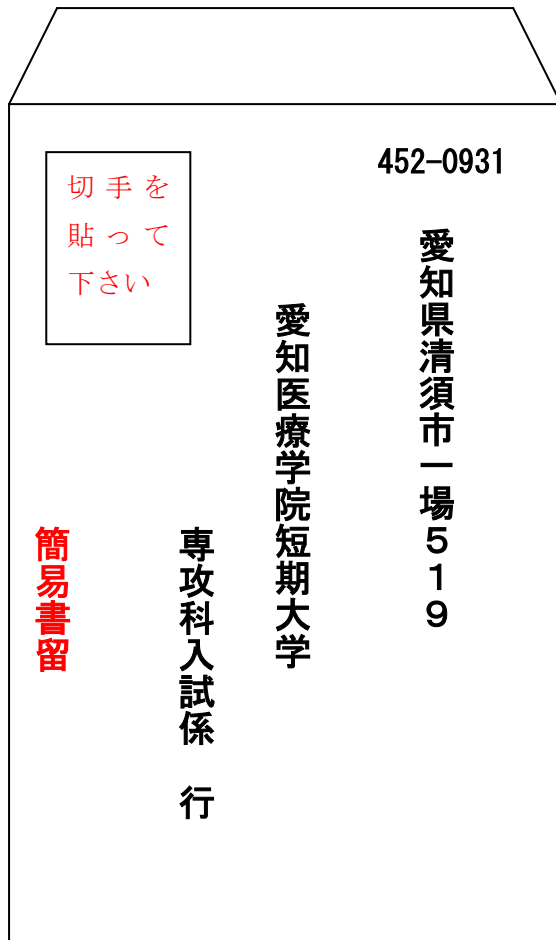 452-0931
愛知県清須市一場519
愛知医療学院短期大学
専攻科入試係　行
切手を
貼って
下さい
簡易書留